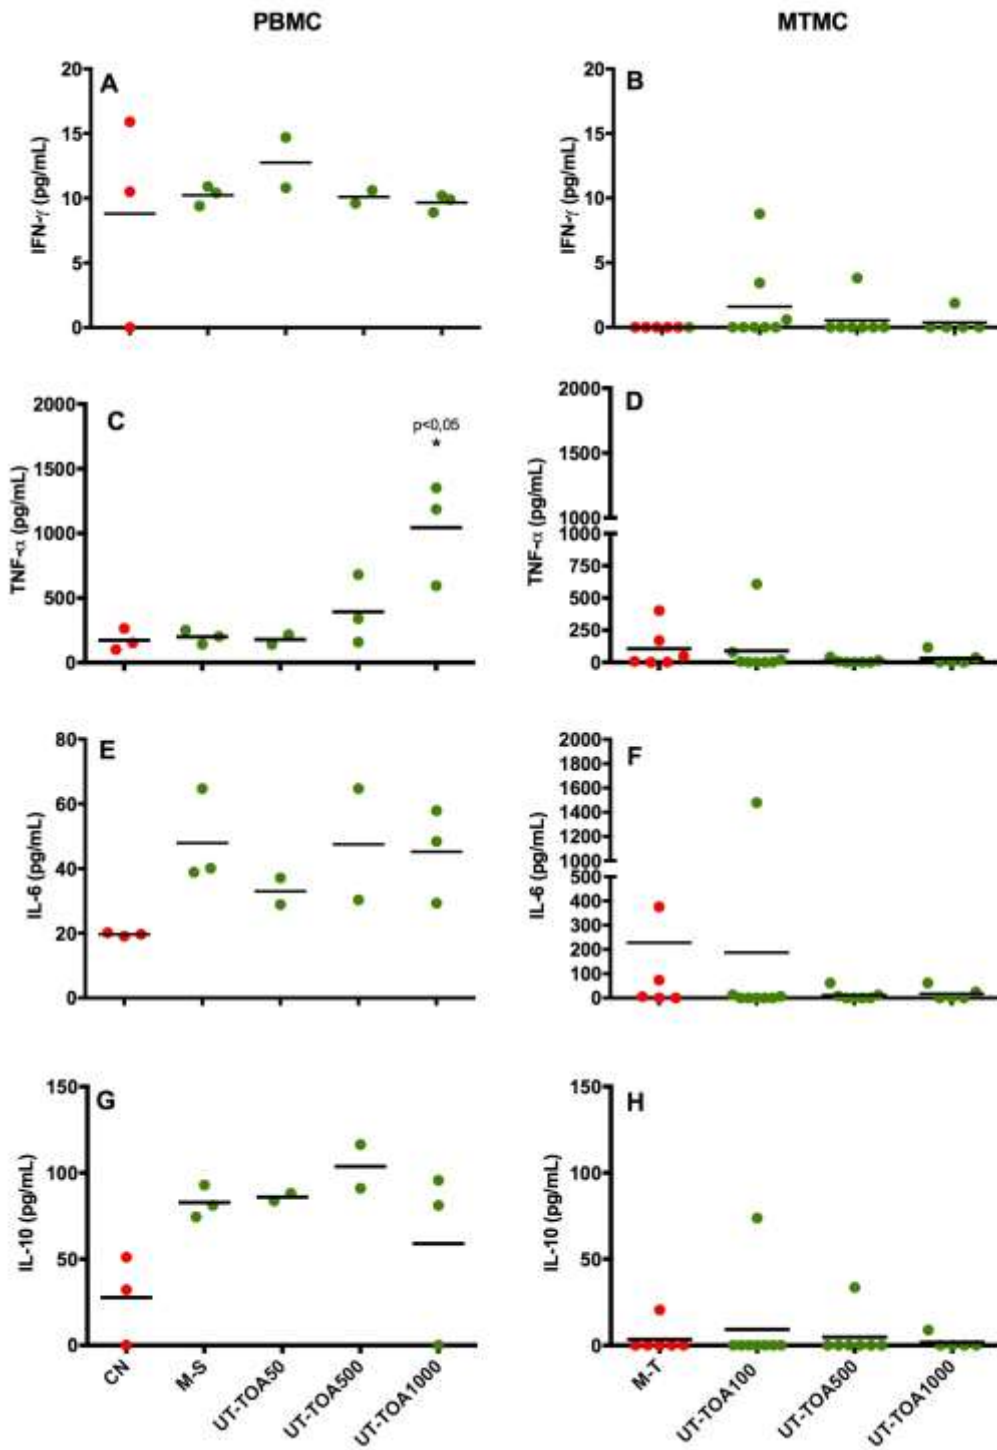 PBMC
MTMC
A
IFN-γ (pg/mL)
20
15
10
5
0
B
IFN-γ (pg/mL)
20
15
10
5
0
C
TNF-α (pg/mL)
2000
1500
1000
500
0
p<0,05
*
D
TNF-α (pg/mL)
2000
1500
1000
1000
750
500
250
0
E
IL-6 (pg/mL)
80
60
40
20
0
F
IL-6 (pg/mL)
2000
1800
1600
1400
1200
1000
500
400
300
200
100
0
G
IL-10 (pg/mL)
150
100
50
0
CN
M-S
UT-TOA50
UT-TOA500
UT-TOA1000
H
IL-10 (pg/mL)
150
100
50
0
M-T
UT-TOA100
UT-TOA500
UT-TOA1000